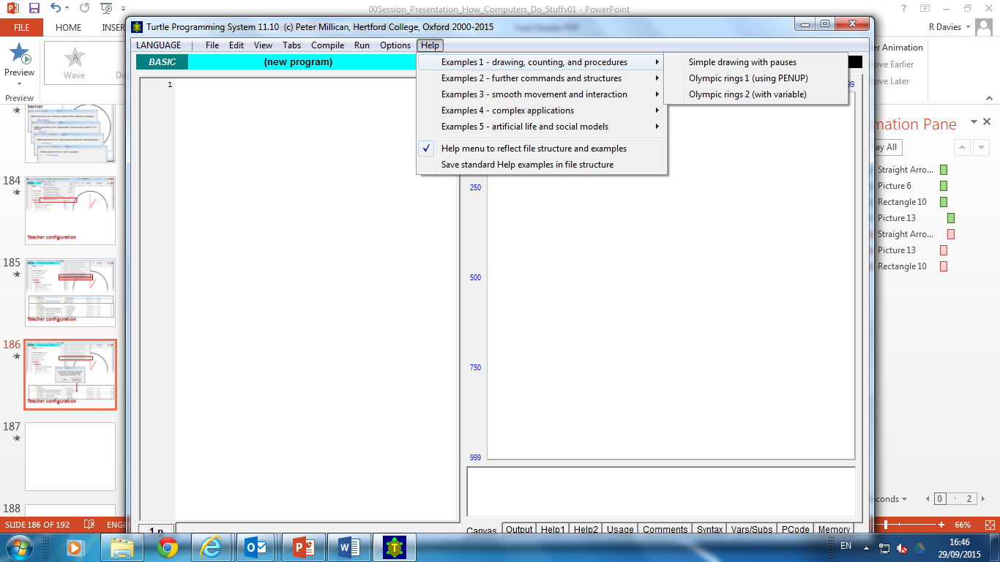 00Session_Presentation_How_Computers_Do_Stuffv01 - PowerPoint
FILE HOME INSER
R Davies
Preview
Wave
Preview
er Animation
ove Earlier
ove Later
Turtle Programming System 11.10 (c) Peter Millican, Hertford College, Oxford 2000-2015
LANGUAGE | File Edit View Tabs Compile Run Options Help
BASIC (new program)
1
Examples 1 - drawing, counting, and procedures
Examples 2 - further commands and structures
Examples 3 - smooth movement and interaction
Examples 4 - complex applications
Examples 5 - artificial life and social models
Help menu to reflect file structure and examples
Save standard Help examples in file structure
Simple drawing with pauses
Olympic rings 1 (using PENUP)
Olympic rings 2 (with variable)
99
250
500
750
999
1 p
Canvas Output Help1 Help2 Usage Comments Syntax Vars/Subs PCode Memory
barrier
184
Teacher configuration
185
Teacher configuration
186
Teacher configuration
187
188
mation Pane
ay All
Straight Arro...
Picture 6
Rectangle 10
Picture 13
Straight Arro...
Picture 13
Rectangle 10
conds 0 2
SLIDE 186 OF 192 ENGL
66%
EN
16:46
29/09/2015